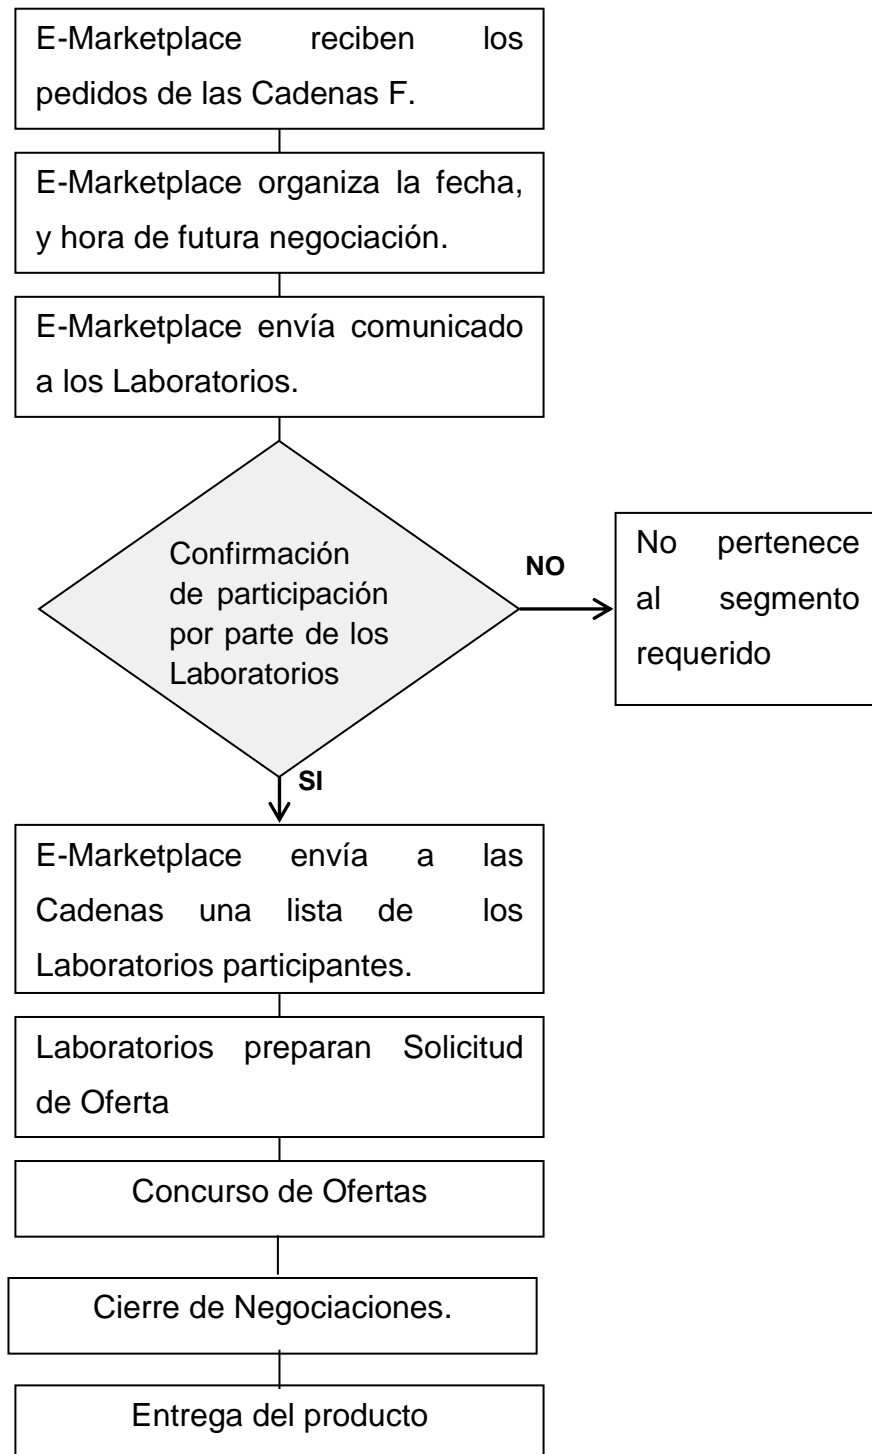 E-Marketplace reciben los
pedidos de las Cadenas F.
E-Marketplace organiza la fecha,
y hora de futura negociación.
E-Marketplace envía comunicado
a los Laboratorios.
Confirmación
de participación
por parte de los
Laboratorios
NO
No pertenece
al segmento
requerido
SI
E-Marketplace envía a las
Cadenas una lista de los
Laboratorios participantes.
Laboratorios preparan Solicitud
de Oferta
Concurso de Ofertas
Cierre de Negociaciones.
Entrega del producto